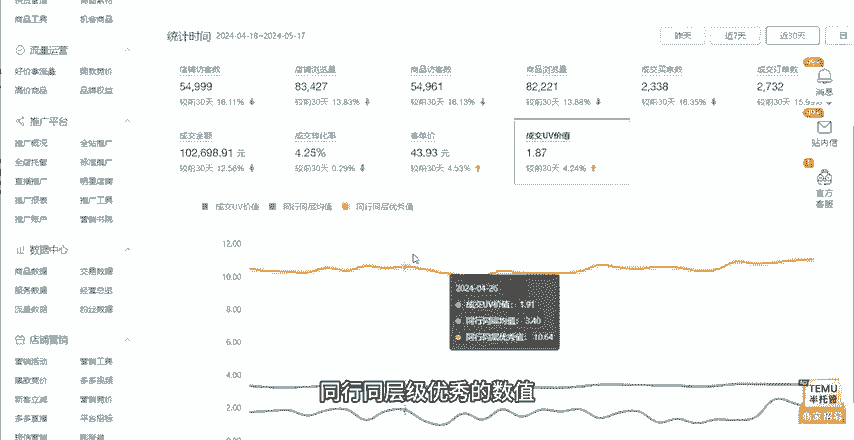 商品工具 机会商品
流量运营
好价拿流量 竞数竞价
高价商品 品牌权益
推广平台
推广概况 全站推广
全店托管 标准推广
直播推广 明星店铺
推广报表 推广工具
推广账户 营销书院
数据中心
商品数据 交易数据
服务数据 经营总览
流量数据 粉丝数据
店铺营销
营销活动 营销工具
限时竞价 多多视频
新客立减 营销竞价
多多直播 平台招标
统计时间 2024-04-18~2024-05-17
昨天 近7天 近30天 日
店铺访客数 店铺浏览量 商品访客数 商品浏览量 成交买家数 成交订单数
54,999 83,427 54,961 82,221 2,338 2,732
较前30天 16.11% 较前30天 13.83% 较前30天 16.13% 较前30天 13.88% 较前30天 16.35% 较前30天
成交金额 成交转化率 客单价 成交UV价值
102,698.91 元 4.25% 43.93 元 1.87
较前30天 12.56% 较前30天 0.29% 较前30天 4.53% 较前30天 4.24%
成交UV价值 同行同层均值 同行同层优秀值
12.00
10.00
8.00
6.00
4.00
2.00
0.00
2024-04-26
成交UV价值: 1.91
同行同层均值: 3.40
同行同层优秀值: 10.64
同行同层级优秀的数值
消息
站内信
官方
客服
TEMU
半托管
商家招募